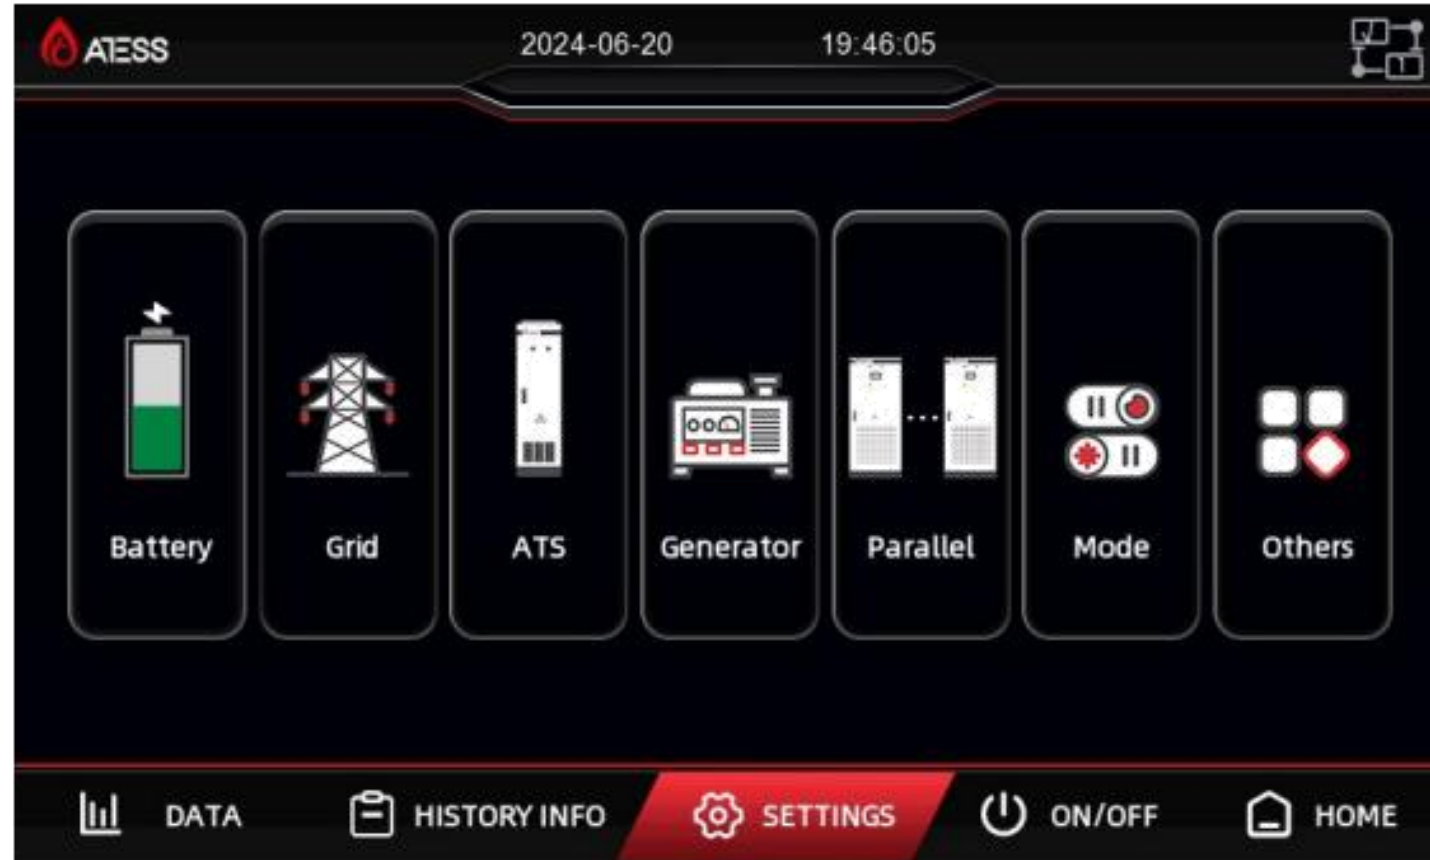 ATESS
2024-06-20 19:46:05
Battery Grid ATS Generator Parallel Mode Others
DATA HISTORY INFO SETTINGS ON/OFF HOME